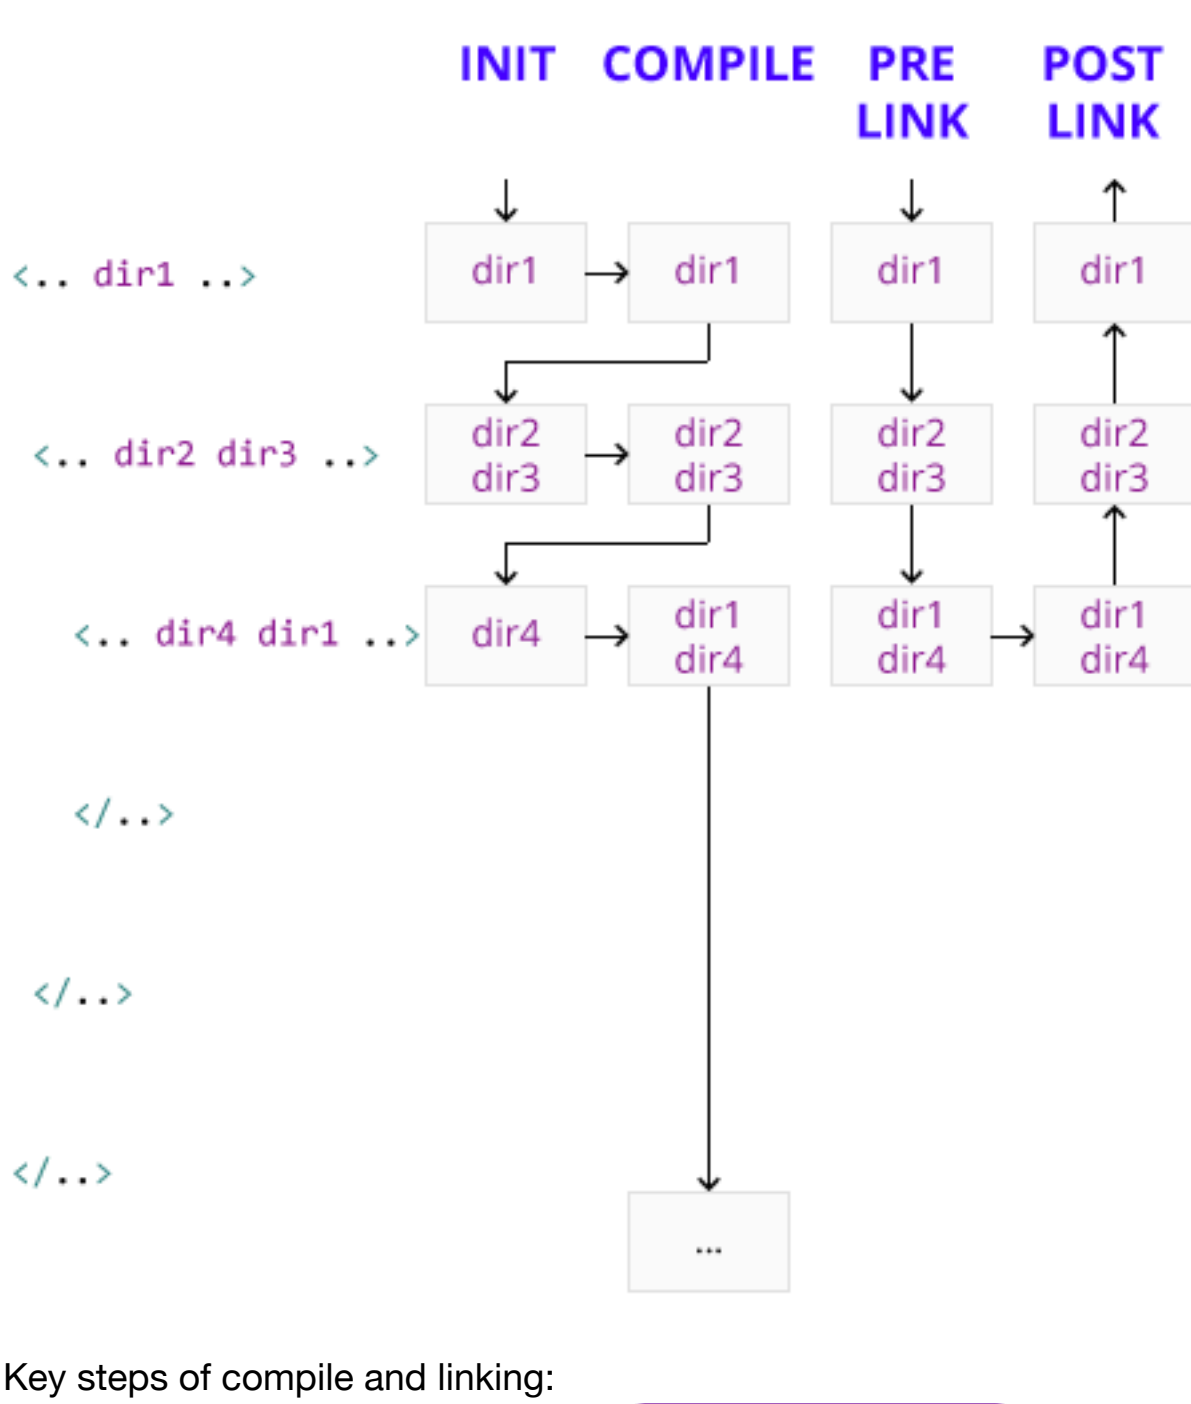 INIT COMPILE PRE LINK POST LINK
<.. dir1 ..> dir1 dir1 dir1 dir1
<.. dir2 dir3 ..> dir2 dir3 dir2 dir3 dir2 dir3 dir2 dir3
<.. dir4 dir1 ..> dir4 dir1 dir4 dir1 dir4 dir1 dir4
</..>
</..>
</..>
...
Key steps of compile and linking: